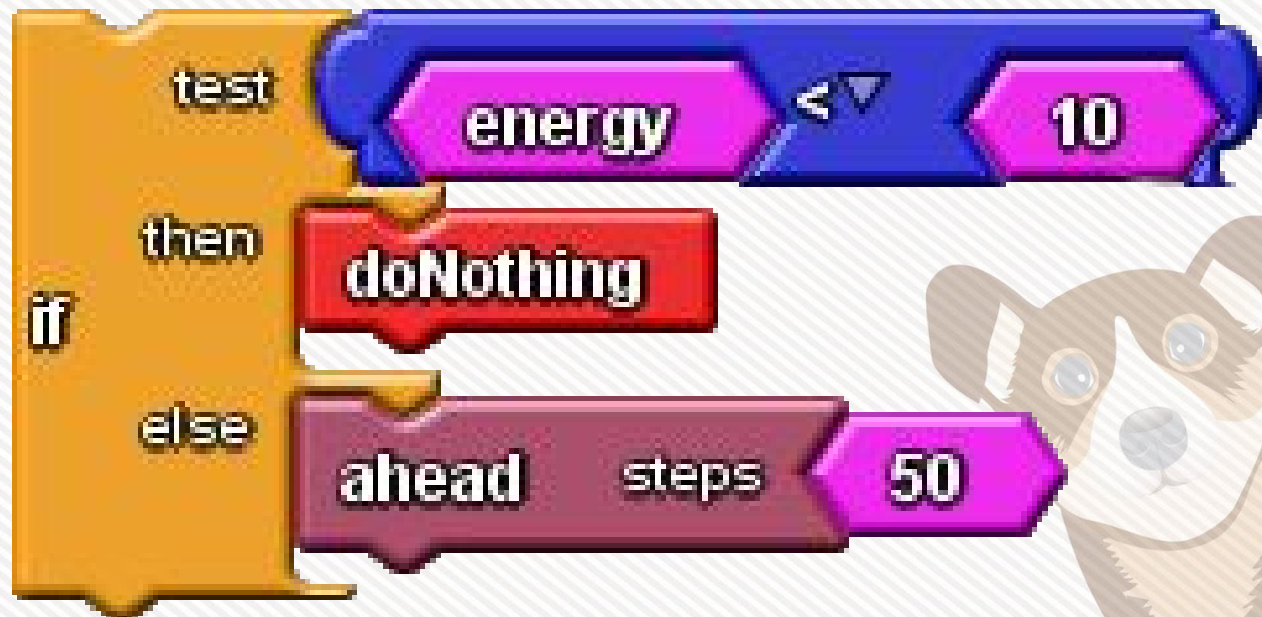 test energy < 10
then doNothing
if
else ahead steps 50